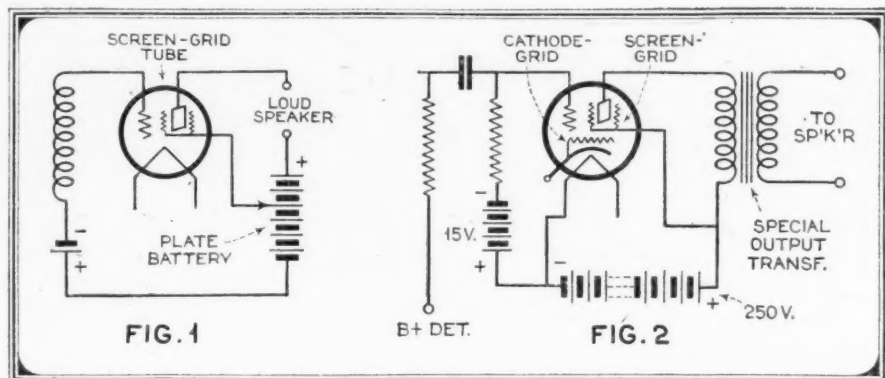 SCREEN-GRID
TUBE
LOUD
SPEAKER
+
-
+
PLATE
BATTERY
FIG. 1
CATHODE-
GRID
SCREEN-
GRID
TO
SP'K'R
-
15 V.
+
-
+
250 V.
SPECIAL
OUTPUT
TRANSF.
B+ DET.
FIG. 2